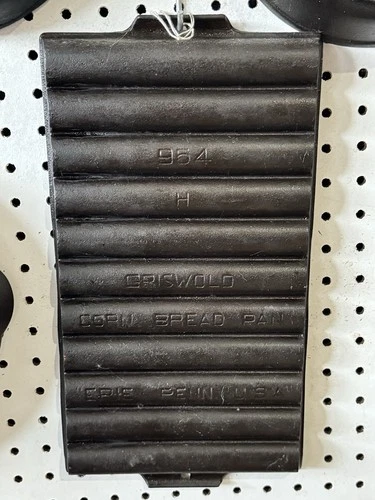 954
H
GRISWOLD
CORN BREAD PAN
ERIE PENN. U.S.A.